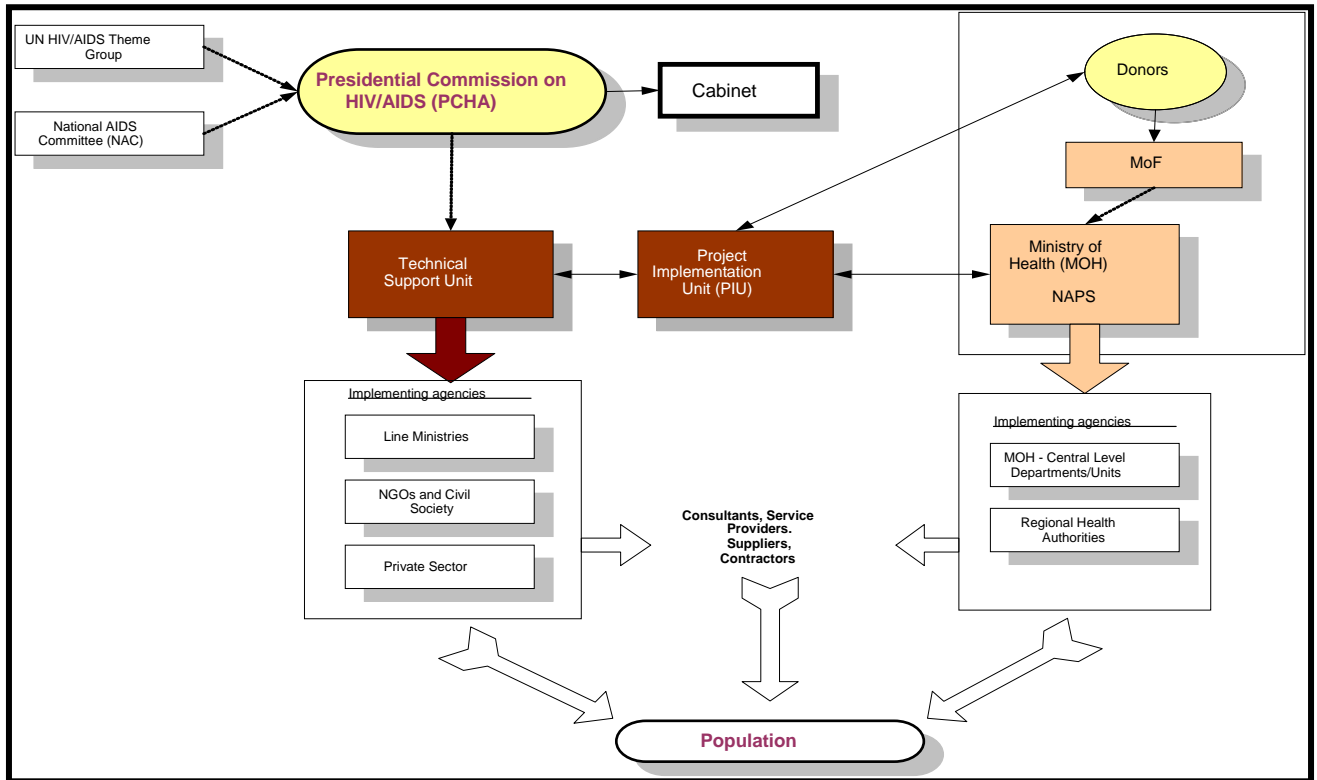 UN HIV/AIDS Theme
Group
National AIDS
Committee (NAC)
Presidential Commission on
HIV/AIDS (PCHA)
Cabinet
Donors
MoF
Technical
Support Unit
Project
Implementation
Unit (PIU)
Ministry of
Health (MOH)
NAPS
Implementing agencies
Line Ministries
NGOs and Civil
Society
Private Sector
Consultants, Service
Providers.
Suppliers,
Contractors
Implementing agencies
MOH - Central Level
Departments/Units
Regional Health
Authorities
Population